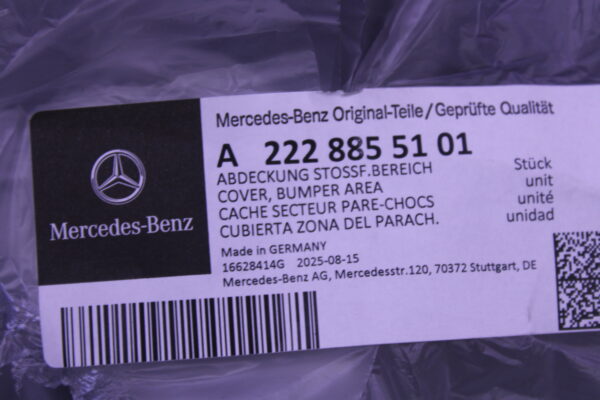 Mercedes-Benz Original-Teile/Geprüfte Qualität
A 222 885 51 01
ABDECKUNG STOSSF.BEREICH Stück
COVER, BUMPER AREA unit
CACHE SECTEUR PARE-CHOCS unité
CUBIERTA ZONA DEL PARACH. unidad
Mercedes-Benz
Made in GERMANY
16628414G 2025-08-15
Mercedes-Benz AG, Mercedesstr.120, 70372 Stuttgart, DE